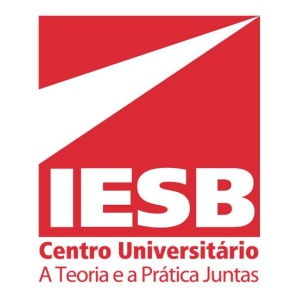 IESB
Centro Universitário
A Teoria e a Prática Juntas